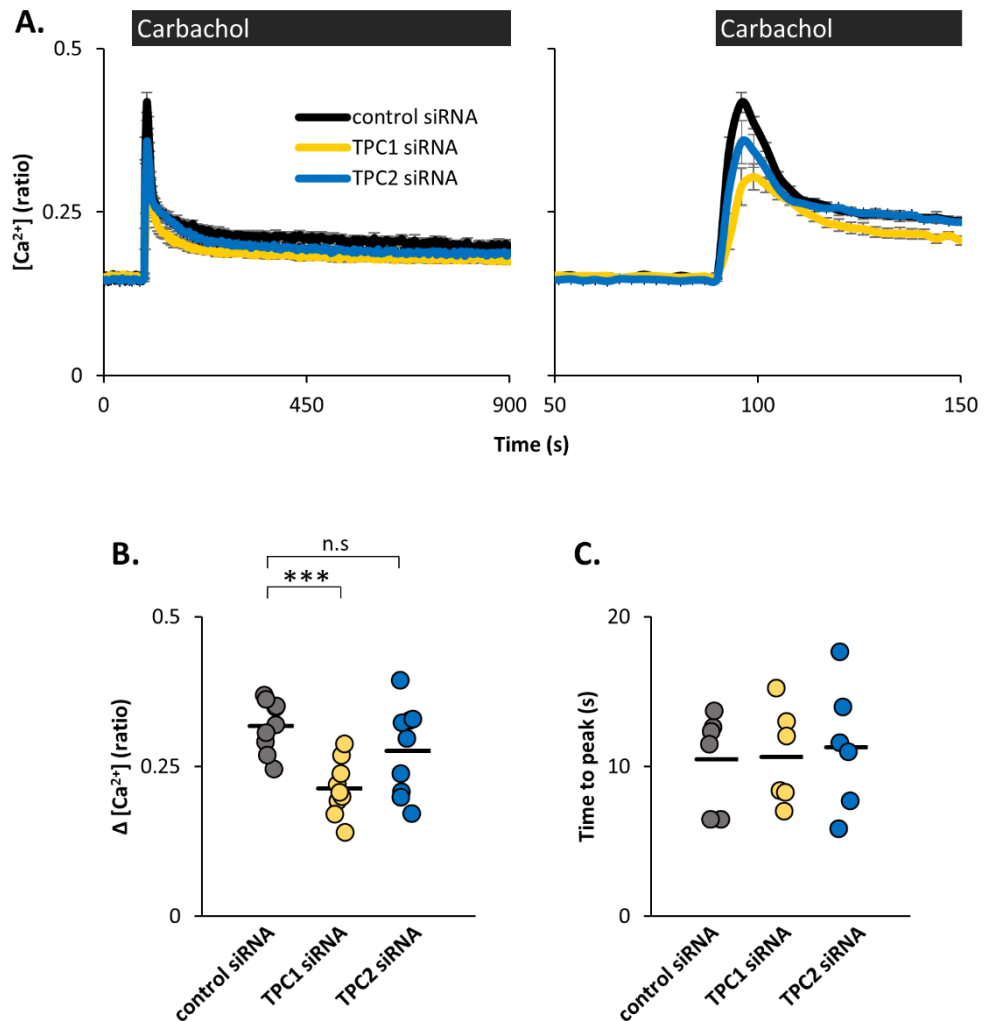 A.
Carbachol
Carbachol
0.5
0.25
0
[Ca²⁺] (ratio)
control siRNA
TPC1 siRNA
TPC2 siRNA
0
450
900
50
100
150
Time (s)
B.
n.s
***
0.5
0.25
0
Δ [Ca²⁺] (ratio)
control siRNA
TPC1 siRNA
TPC2 siRNA
C.
20
10
0
Time to peak (s)
control siRNA
TPC1 siRNA
TPC2 siRNA